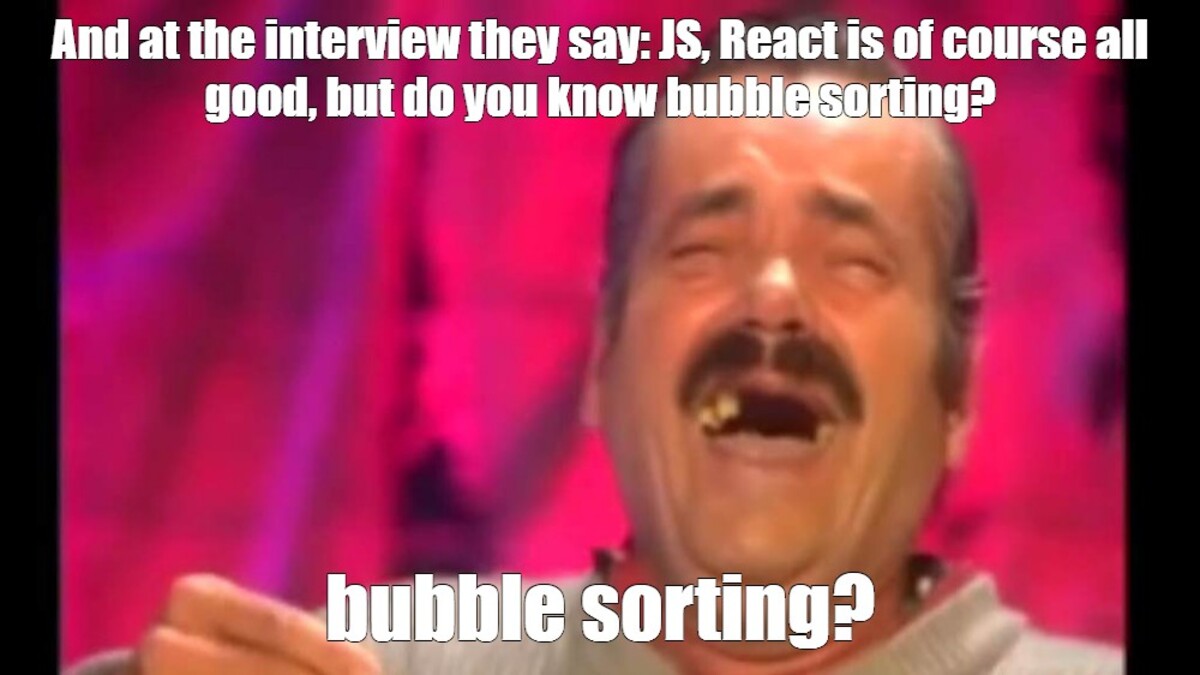 And at the interview they say: JS, React is of course all
good, but do you know bubble sorting?
bubble sorting?